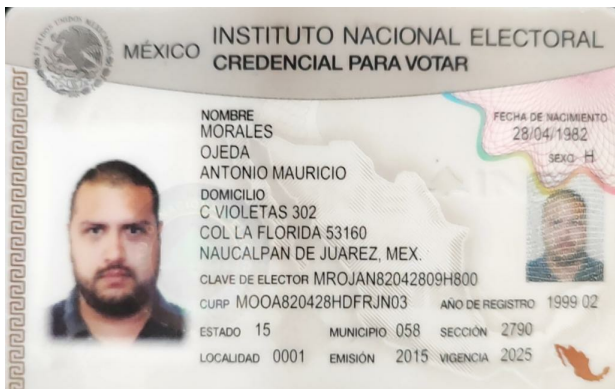 MÉXICO
INSTITUTO NACIONAL ELECTORAL
CREDENCIAL PARA VOTAR
NOMBRE
MORALES
OJEDA
ANTONIO MAURICIO
FECHA DE NACIMIENTO
28/04/1982
SEXO H
DOMICILIO
C VIOLETAS 302
COL LA FLORIDA 53160
NAUCALPAN DE JUAREZ, MEX.
CLAVE DE ELECTOR MROJAN82042809H800
CURP MOOA820428HDFRJN03 AÑO DE REGISTRO 1999 02
ESTADO 15 MUNICIPIO 058 SECCIÓN 2790
LOCALIDAD 0001 EMISIÓN 2015 VIGENCIA 2025